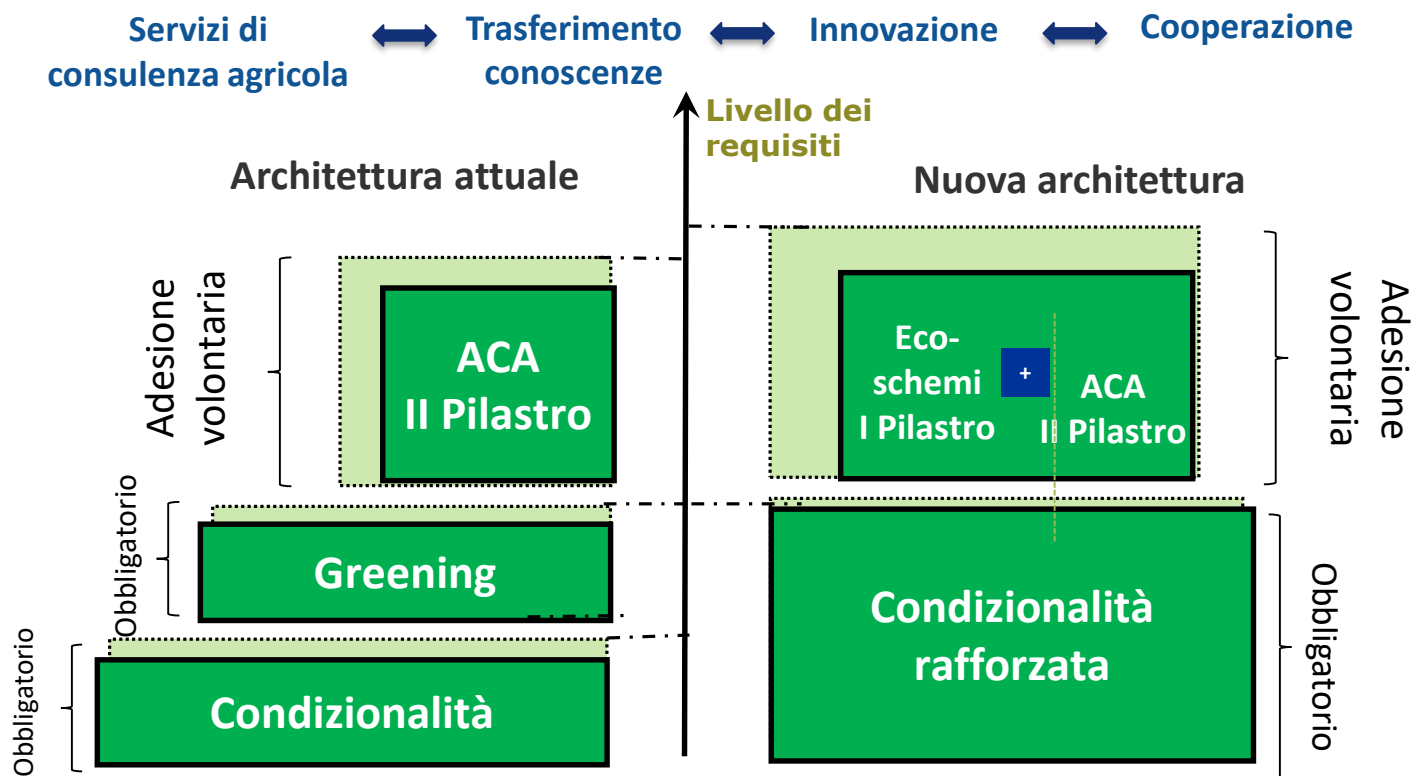 Servizi di
consulenza agricola
Trasferimento
conoscenze
Innovazione
Cooperazione
Livello dei
requisiti
Architettura attuale
Nuova architettura
Adesione
volontaria
ACA
II Pilastro
Obbligatorio
Greening
Obbligatorio
Condizionalità
Eco-
schemi
I Pilastro
+
ACA
II Pilastro
Adesione
volontaria
Condizionalità
rafforzata
Obbligatorio